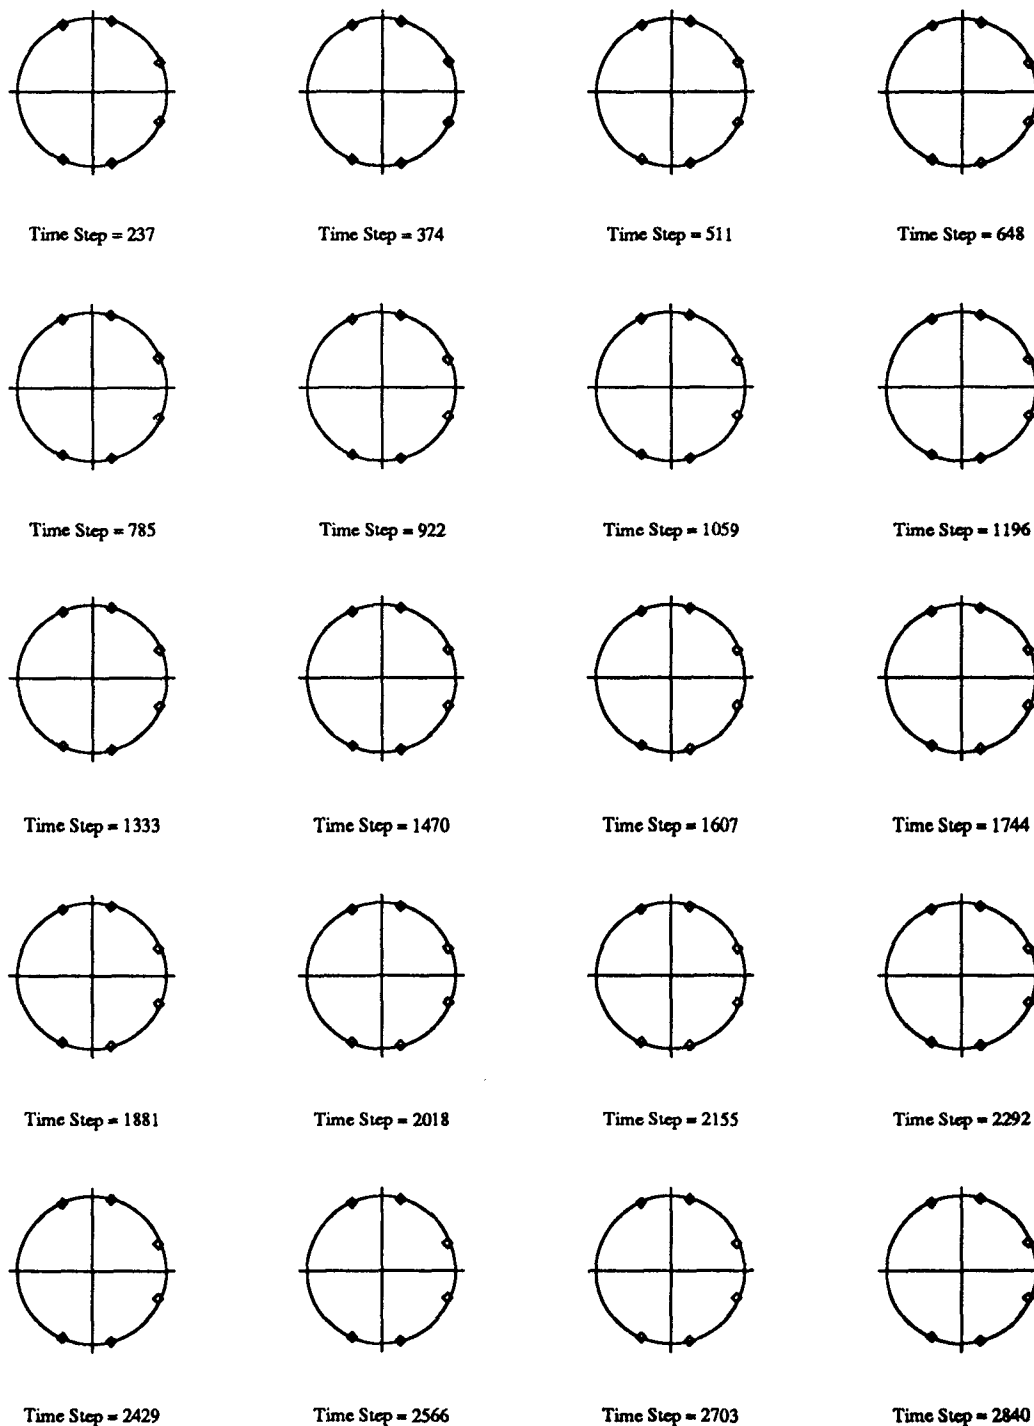 Time Step = 237
Time Step = 374
Time Step = 511
Time Step = 648
Time Step = 785
Time Step = 922
Time Step = 1059
Time Step = 1196
Time Step = 1333
Time Step = 1470
Time Step = 1607
Time Step = 1744
Time Step = 1881
Time Step = 2018
Time Step = 2155
Time Step = 2292
Time Step = 2429
Time Step = 2566
Time Step = 2703
Time Step = 2840